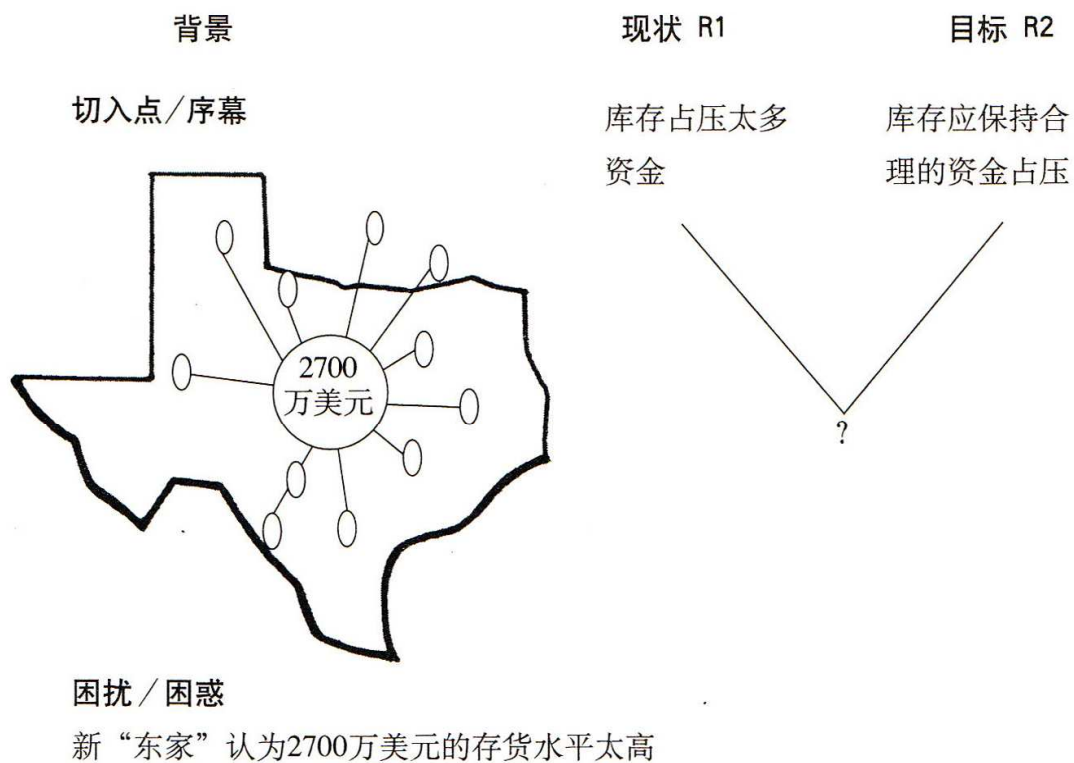 背景
现状 R1
目标 R2
切入点/序幕
库存占压太多
资金
库存应保持合
理的资金占压
2700
万美元
?
困扰/困惑
新“东家”认为2700万美元的存货水平太高